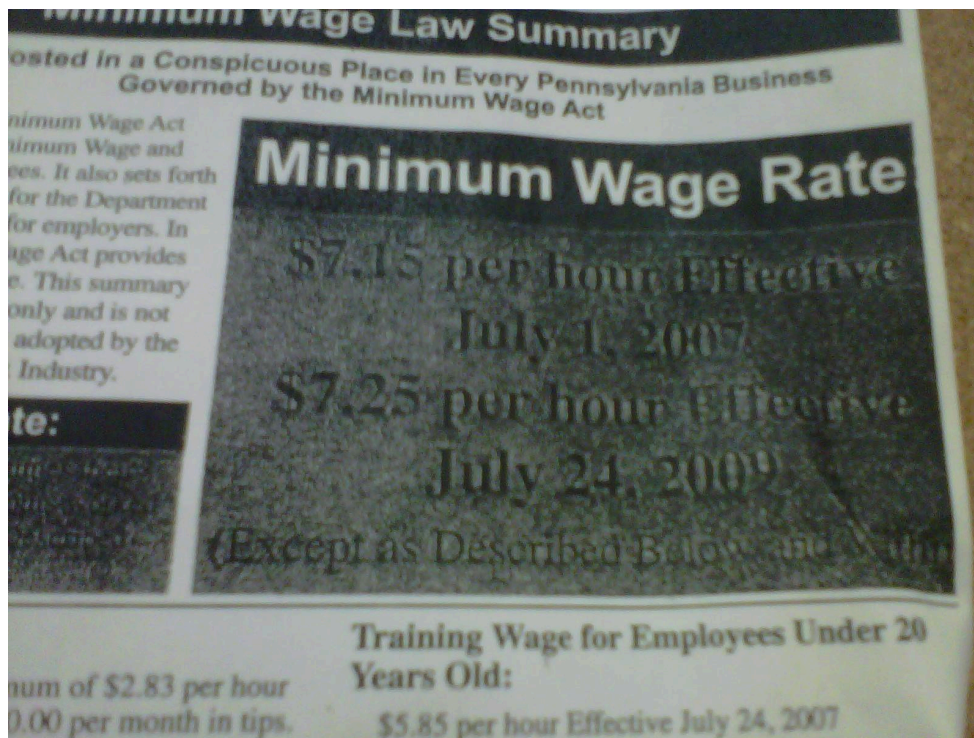 Minimum Wage Law Summary
osted in a Conspicuous Place in Every Pennsylvania Business
Governed by the Minimum Wage Act
nimum Wage Act
nimum Wage and
ees. It also sets forth
for the Department
for employers. In
age Act provides
e. This summary
only and is not
adopted by the
Industry.
te:
Minimum Wage Rate
$7.15 per hour Effective
July 1, 2007
$7.25 per hour Effective
July 24, 2009
(Except as Described Below and Within
num of $2.83 per hour
0.00 per month in tips.
Training Wage for Employees Under 20
Years Old:
$5.85 per hour Effective July 24, 2007